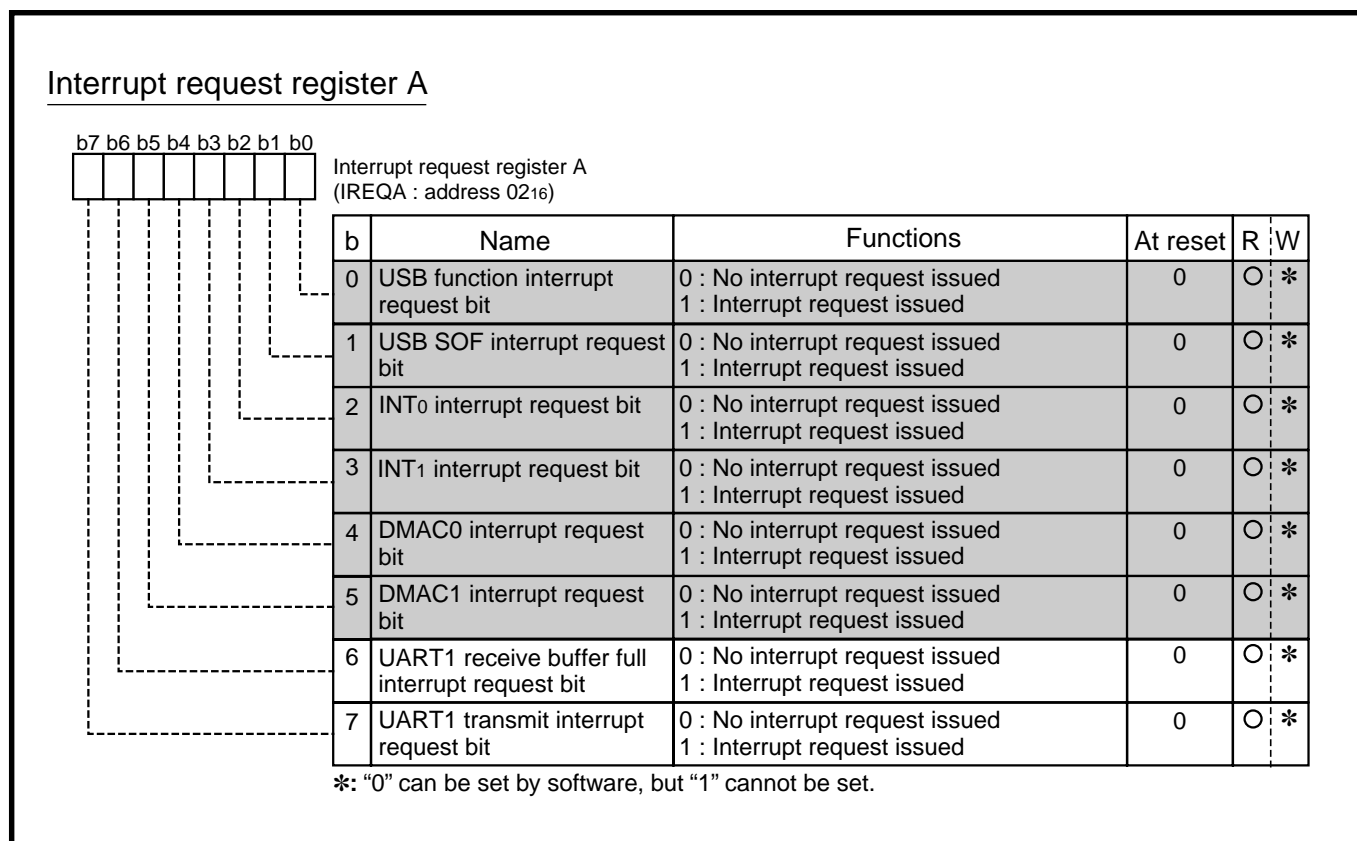 Interrupt request register A
b7 b6 b5 b4 b3 b2 b1 b0
Interrupt request register A
(IREQA : address 0216)
b Name Functions At reset R W
0 USB function interrupt request bit 0 : No interrupt request issued 0 ○ ✻
1 : Interrupt request issued
1 USB SOF interrupt request bit 0 : No interrupt request issued 0 ○ ✻
1 : Interrupt request issued
2 INT0 interrupt request bit 0 : No interrupt request issued 0 ○ ✻
1 : Interrupt request issued
3 INT1 interrupt request bit 0 : No interrupt request issued 0 ○ ✻
1 : Interrupt request issued
4 DMAC0 interrupt request bit 0 : No interrupt request issued 0 ○ ✻
1 : Interrupt request issued
5 DMAC1 interrupt request bit 0 : No interrupt request issued 0 ○ ✻
1 : Interrupt request issued
6 UART1 receive buffer full interrupt request bit 0 : No interrupt request issued 0 ○ ✻
1 : Interrupt request issued
7 UART1 transmit interrupt request bit 0 : No interrupt request issued 0 ○ ✻
1 : Interrupt request issued
✻: “0” can be set by software, but “1” cannot be set.